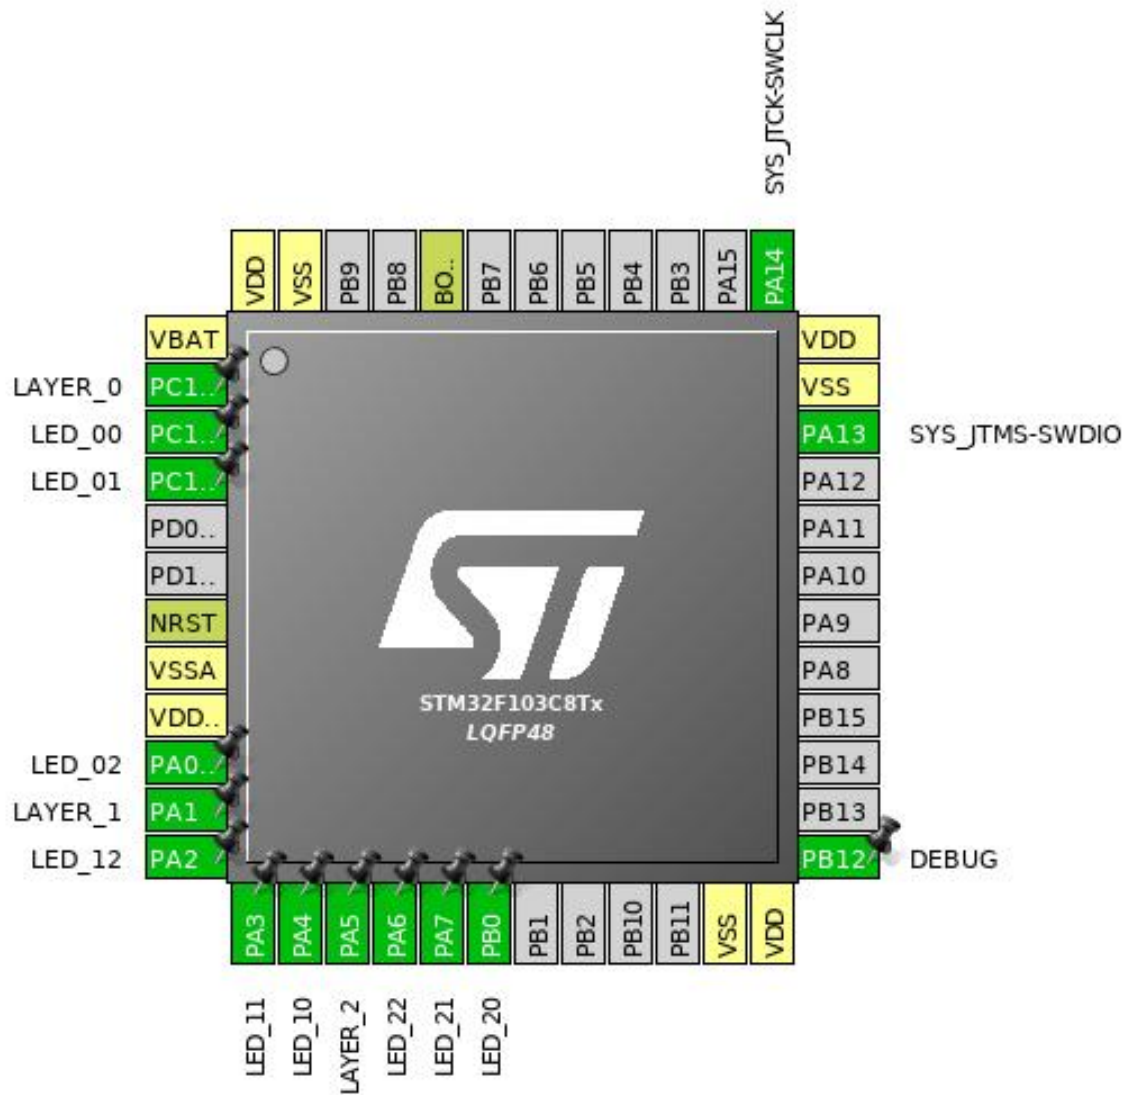 SYS_JTCK-SWCLK
VDD
VSS
PB9
PB8
BO..
PB7
PB6
PB5
PB4
PB3
PA15
PA14
VBAT
LAYER_0 PC1..
LED_00 PC1..
LED_01 PC1..
PD0..
PD1..
NRST
VSSA
VDD..
LED_02 PA0..
LAYER_1 PA1
LED_12 PA2
ST
STM32F103C8Tx
LQFP48
VDD
VSS
PA13 SYS_JTMS-SWDIO
PA12
PA11
PA10
PA9
PA8
PB15
PB14
PB13
PB12 DEBUG
PA3
PA4
PA5
PA6
PA7
PB0
PB1
PB2
PB10
PB11
VSS
VDD
LED_11
LED_10
LAYER_2
LED_22
LED_21
LED_20